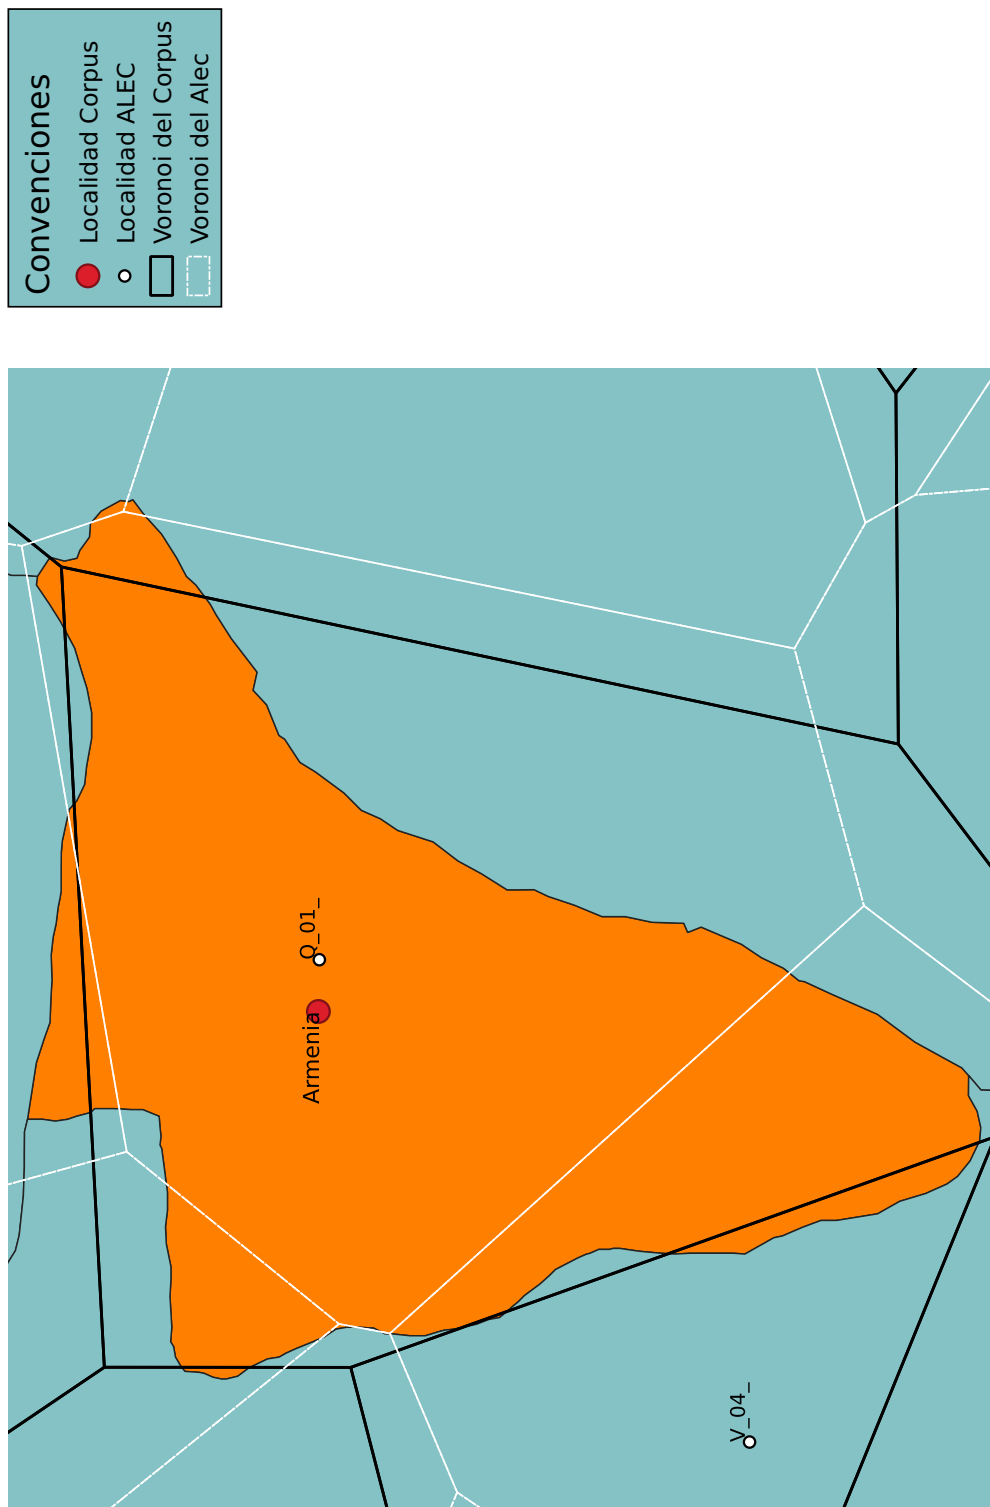 Convenciones
Localidad Corpus
Localidad ALEC
Voronoi del Corpus
Voronoi del Alec
Q_01_
Armenia
V_04_